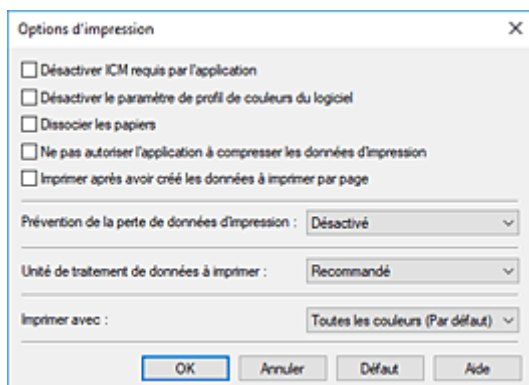 Options d'impression
Désactiver ICM requis par l'application
Désactiver le paramètre de profil de couleurs du logiciel
Dissocier les papiers
Ne pas autoriser l'application à compresser les données d'impression
Imprimer après avoir créé les données à imprimer par page
Prévention de la perte de données d'impression : Désactivé
Unité de traitement de données à imprimer : Recommandé
Imprimer avec : Toutes les couleurs (Par défaut)
OK Annuler Défaut Aide